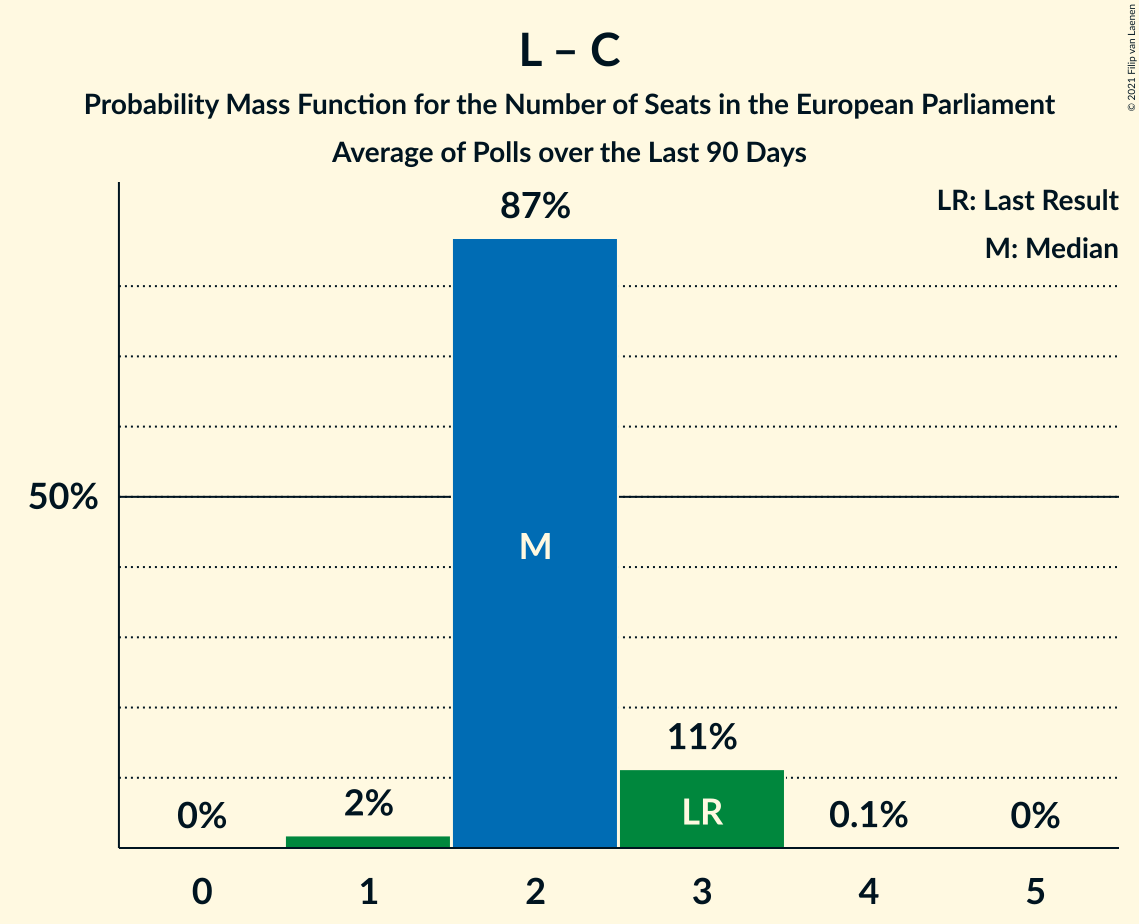 L – C
Probability Mass Function for the Number of Seats in the European Parliament
Average of Polls over the Last 90 Days
© 2021 Filip van Laenen
LR: Last Result
M: Median
87%
50%
M
11%
LR
2%
0%
0.1%
0%
0 1 2 3 4 5